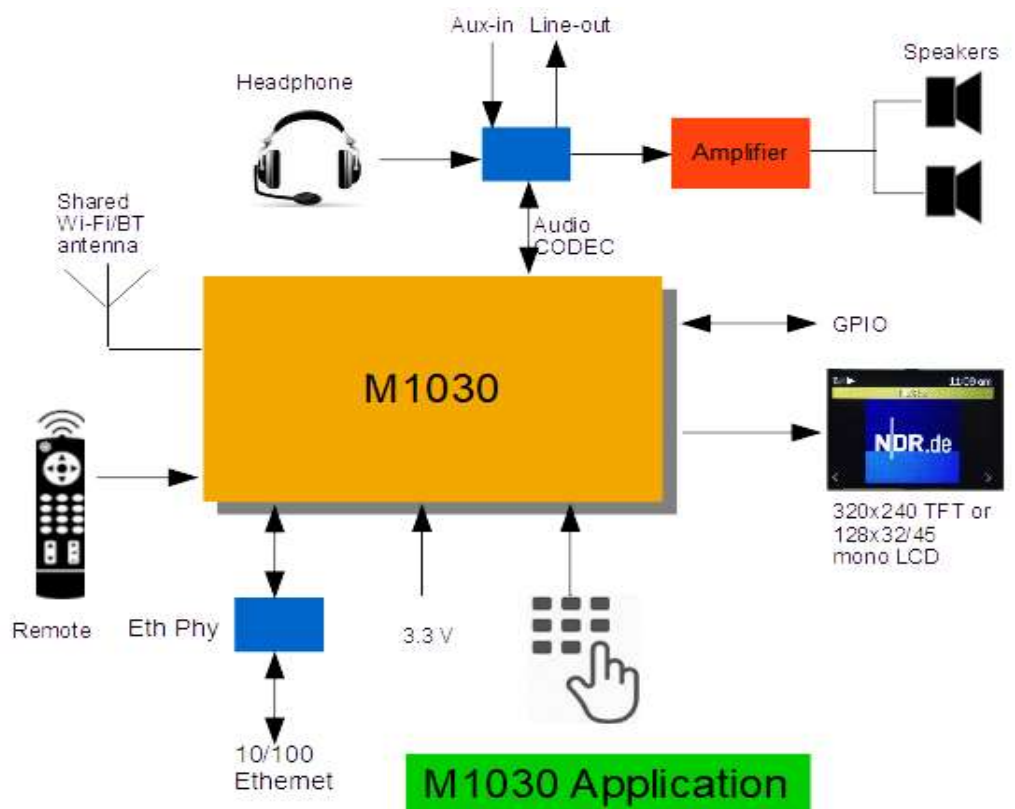 Aux-in Line-out
Speakers
Headphone
Amplifier
Shared
Wi-Fi/BT
antenna
Audio
CODEC
GPIO
M1030
11:09 am
NDR.de
320x240 TFT or
128x32/45
mono LCD
Remote
Eth Phy
3.3 V
10/100
Ethernet
M1030 Application